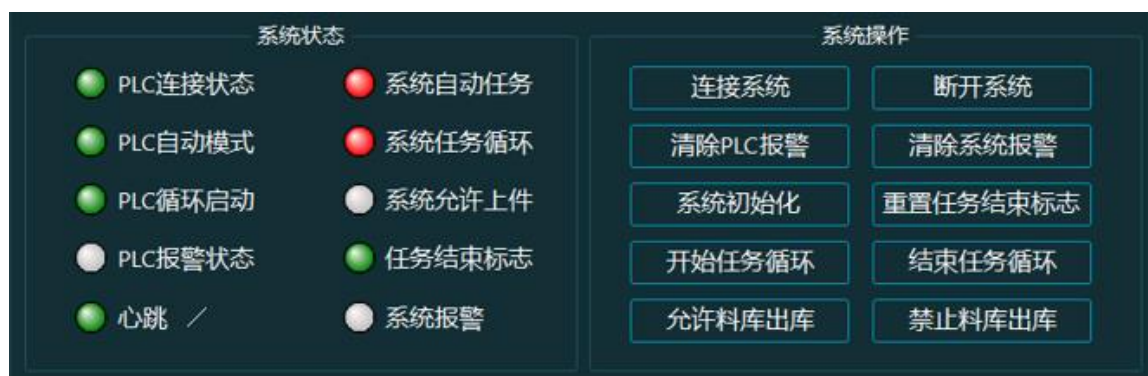 系统状态
PLC连接状态 系统自动任务
PLC自动模式 系统任务循环
PLC循环启动 系统允许上件
PLC报警状态 任务结束标志
心跳 / 系统报警
系统操作
连接系统 断开系统
清除PLC报警 清除系统报警
系统初始化 重置任务结束标志
开始任务循环 结束任务循环
允许料库出库 禁止料库出库